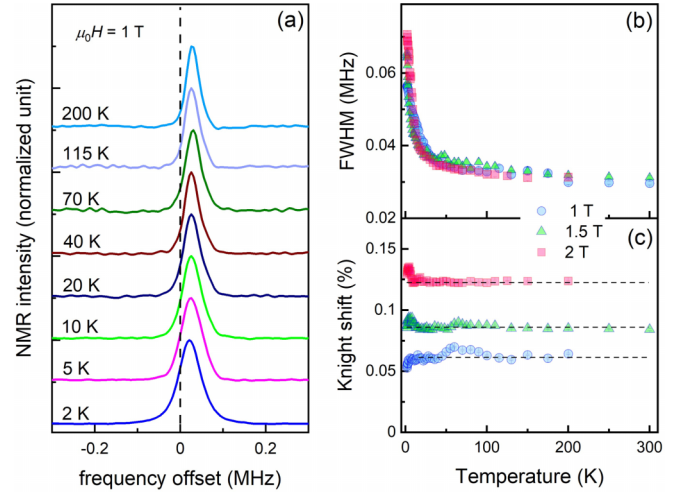 (a)
μ₀H = 1 T
200 K
115 K
70 K
40 K
20 K
10 K
5 K
2 K
NMR intensity (normalized unit)
-0.2 0 0.2
frequency offset (MHz)
(b)
0.06
0.04
0.02
FWHM (MHz)
1 T
1.5 T
2 T
(c)
0.15
0.1
0.05
0
Knight shift (%)
0 100 200 300
Temperature (K)